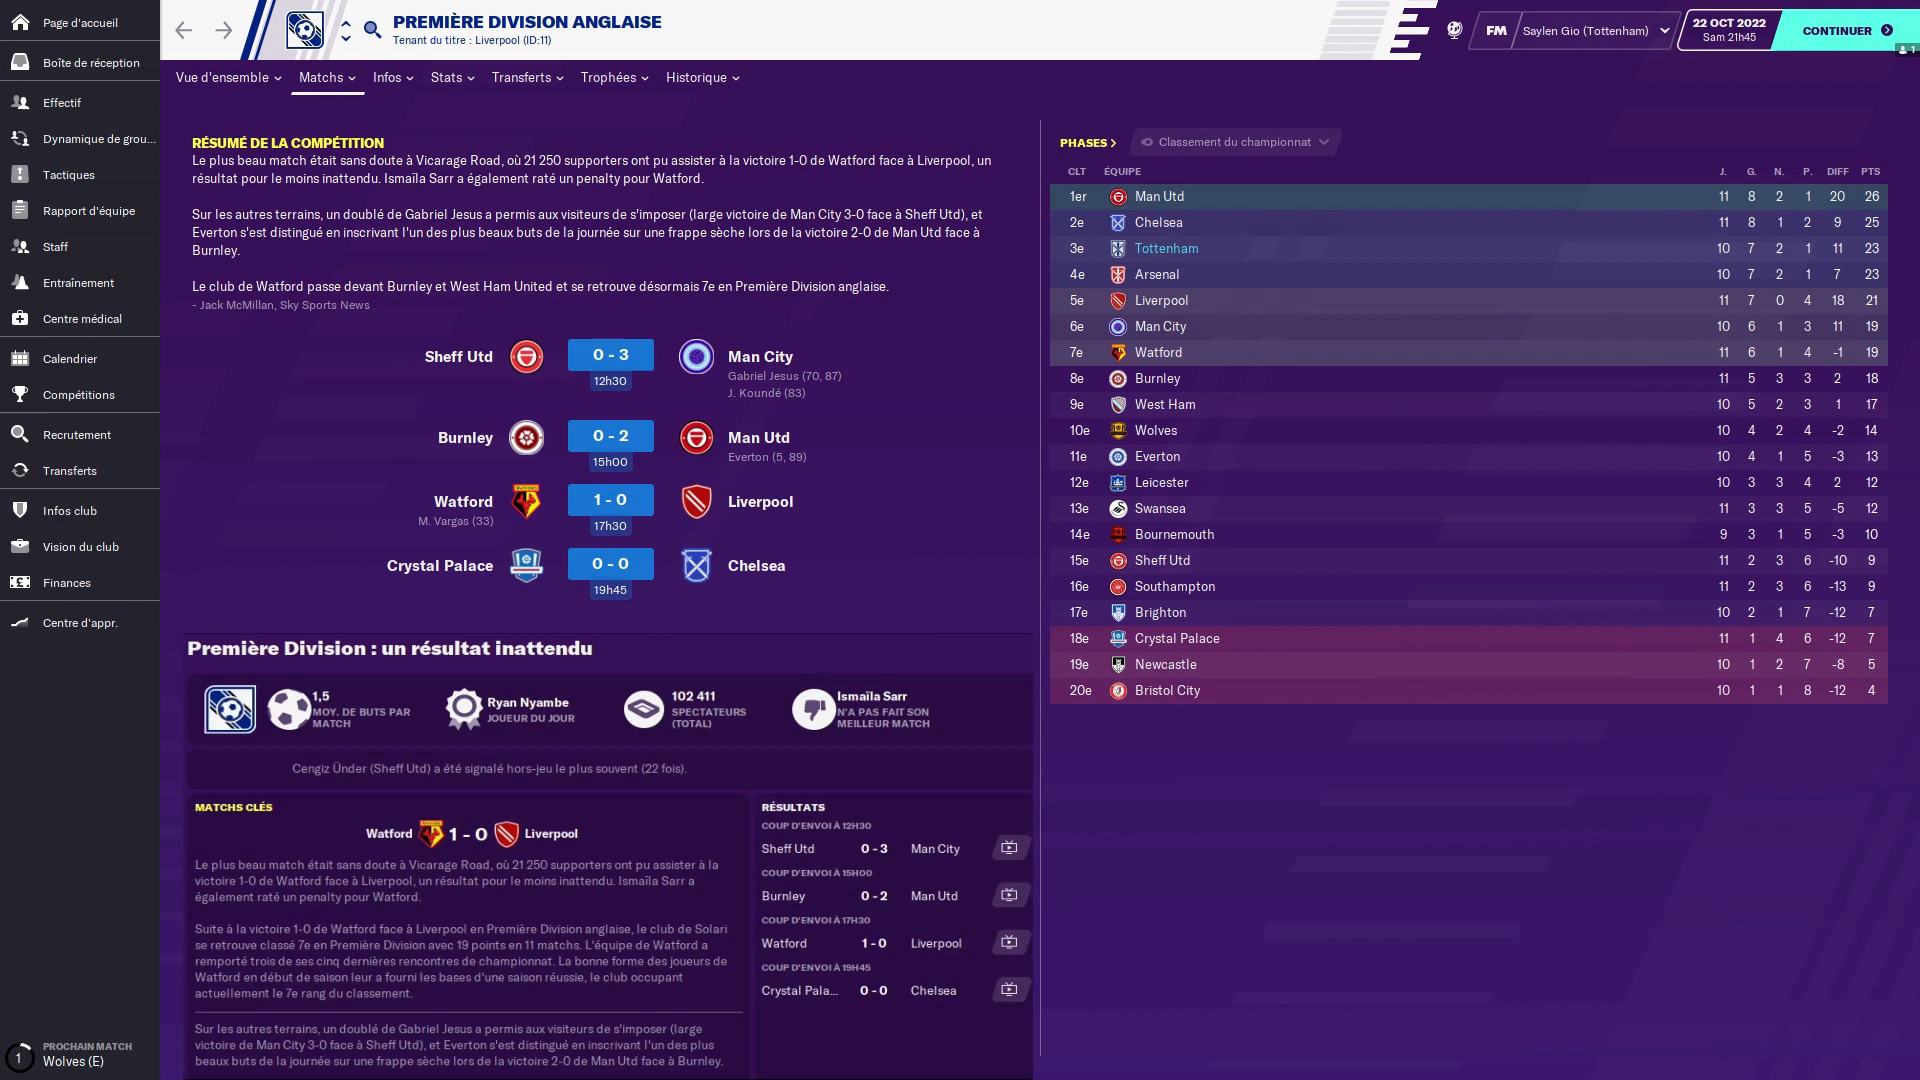 Page d'accueil
Boîte de réception
Effectif
Dynamique de grou...
Tactiques
Rapport d'équipe
Staff
Entraînement
Centre médical
Calendrier
Compétitions
Recrutement
Transferts
Infos club
Vision du club
Finances
Centre d'appr.
1
PROCHAIN MATCH
Wolves (E)
PREMIÈRE DIVISION ANGLAISE
Tenant du titre : Liverpool (ID:11)
FM
Saylen Gio (Tottenham)
22 OCT 2022
Sam 21h45
CONTINUER
1
Vue d'ensemble
Matchs
Infos
Stats
Transferts
Trophées
Historique
RÉSUMÉ DE LA COMPÉTITION
Le plus beau match était sans doute à Vicarage Road, où 21 250 supporters ont pu assister à la victoire 1-0 de Watford face à Liverpool, un
résultat pour le moins inattendu. Ismaïla Sarr a également raté un penalty pour Watford.
Sur les autres terrains, un doublé de Gabriel Jesus a permis aux visiteurs de s'imposer (large victoire de Man City 3-0 face à Sheff Utd), et
Everton s'est distingué en inscrivant l'un des plus beaux buts de la journée sur une frappe sèche lors de la victoire 2-0 de Man Utd face à
Burnley.
Le club de Watford passe devant Burnley et West Ham United et se retrouve désormais 7e en Première Division anglaise.
- Jack McMillan, Sky Sports News
Sheff Utd 0 - 3 Man City
12h30
Gabriel Jesus (70, 87)
J. Koundé (83)
Burnley 0 - 2 Man Utd
15h00
Everton (5, 89)
Watford 1 - 0 Liverpool
M. Vargas (33)
17h30
Crystal Palace 0 - 0 Chelsea
19h45
Première Division : un résultat inattendu
1,5
MOY. DE BUTS PAR
MATCH
Ryan Nyambe
JOUEUR DU JOUR
102 411
SPECTATEURS
(TOTAL)
Ismaïla Sarr
N'A PAS FAIT SON
MEILLEUR MATCH
Cengiz Ünder (Sheff Utd) a été signalé hors-jeu le plus souvent (22 fois).
MATCHS CLÉS
Watford 1 - 0 Liverpool
Le plus beau match était sans doute à Vicarage Road, où 21 250 supporters ont pu assister à la
victoire 1-0 de Watford face à Liverpool, un résultat pour le moins inattendu. Ismaïla Sarr a
également raté un penalty pour Watford.
Suite à la victoire 1-0 de Watford face à Liverpool en Première Division anglaise, le club de Solari
se retrouve classé 7e en Première Division avec 19 points en 11 matchs. L'équipe de Watford a
remporté trois de ses cinq dernières rencontres de championnat. La bonne forme des joueurs de
Watford en début de saison leur a fourni les bases d'une saison réussie, le club occupant
actuellement le 7e rang du classement.
Sur les autres terrains, un doublé de Gabriel Jesus a permis aux visiteurs de s'imposer (large
victoire de Man City 3-0 face à Sheff Utd), et Everton s'est distingué en inscrivant l'un des plus
beaux buts de la journée sur une frappe sèche lors de la victoire 2-0 de Man Utd face à Burnley.
RÉSULTATS
COUP D'ENVOI À 12H30
Sheff Utd 0 - 3 Man City
COUP D'ENVOI À 15H00
Burnley 0 - 2 Man Utd
COUP D'ENVOI À 17H30
Watford 1 - 0 Liverpool
COUP D'ENVOI À 19H45
Crystal Pala... 0 - 0 Chelsea
PHASES >
Classement du championnat
CLT ÉQUIPE J. G. N. P. DIFF PTS
1er Man Utd 11 8 2 1 20 26
2e Chelsea 11 8 1 2 9 25
3e Tottenham 10 7 2 1 11 23
4e Arsenal 10 7 2 1 7 23
5e Liverpool 11 7 0 4 18 21
6e Man City 10 6 1 3 11 19
7e Watford 11 6 1 4 -1 19
8e Burnley 11 5 3 3 2 18
9e West Ham 10 5 2 3 1 17
10e Wolves 10 4 2 4 -2 14
11e Everton 10 4 1 5 -3 13
12e Leicester 10 3 3 4 2 12
13e Swansea 11 3 3 5 -5 12
14e Bournemouth 9 3 1 5 -3 10
15e Sheff Utd 11 2 3 6 -10 9
16e Southampton 11 2 3 6 -13 9
17e Brighton 10 2 1 7 -12 7
18e Crystal Palace 11 1 4 6 -12 7
19e Newcastle 10 1 2 7 -8 5
20e Bristol City 10 1 1 8 -12 4